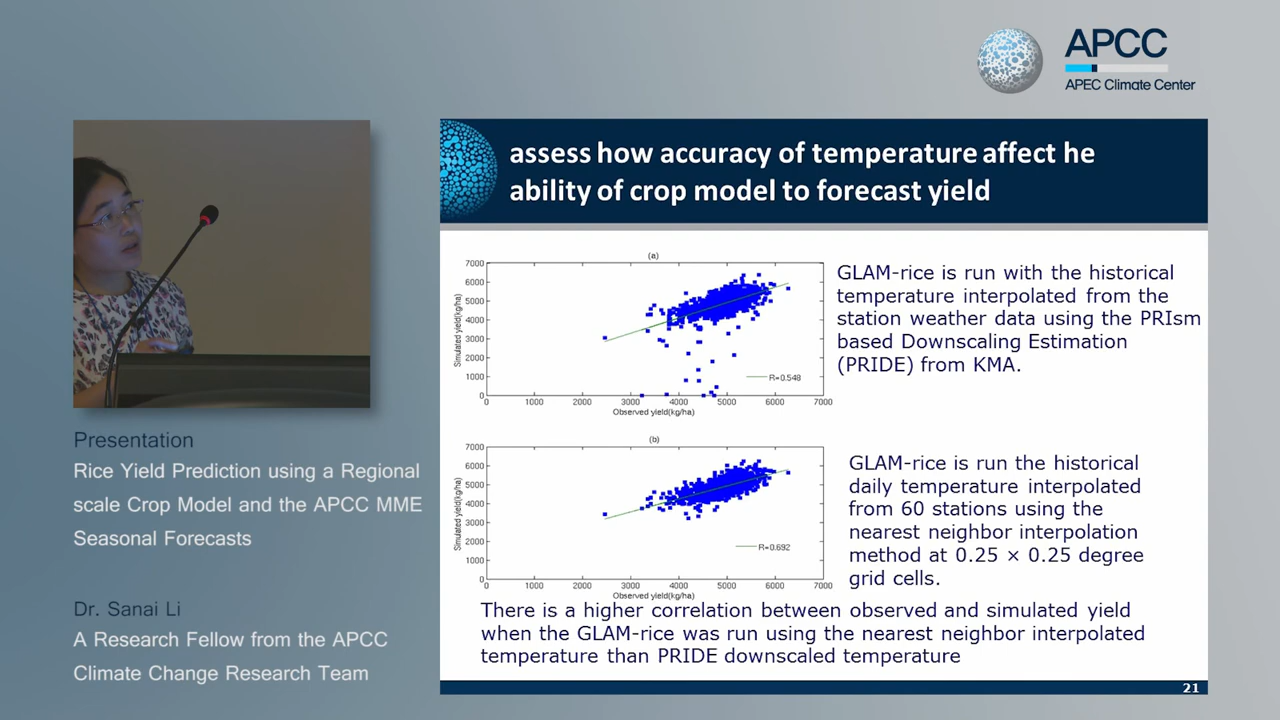 APCC
APEC Climate Center
assess how accuracy of temperature affect he
ability of crop model to forecast yield
(a)
7000
6000
5000
4000
3000
2000
1000
0
Simulated yield(kg/ha)
R=0.548
0 1000 2000 3000 4000 5000 6000 7000
Observed yield(kg/ha)
GLAM-rice is run with the historical
temperature interpolated from the
station weather data using the PRIsm
based Downscaling Estimation
(PRIDE) from KMA.
(b)
7000
6000
5000
4000
3000
2000
1000
0
Simulated yield(kg/ha)
R=0.692
0 1000 2000 3000 4000 5000 6000 7000
Observed yield(kg/ha)
GLAM-rice is run the historical
daily temperature interpolated
from 60 stations using the
nearest neighbor interpolation
method at 0.25 × 0.25 degree
grid cells.
There is a higher correlation between observed and simulated yield
when the GLAM-rice was run using the nearest neighbor interpolated
temperature than PRIDE downscaled temperature
21
Presentation
Rice Yield Prediction using a Regional
scale Crop Model and the APCC MME
Seasonal Forecasts
Dr. Sanai Li
A Research Fellow from the APCC
Climate Change Research Team